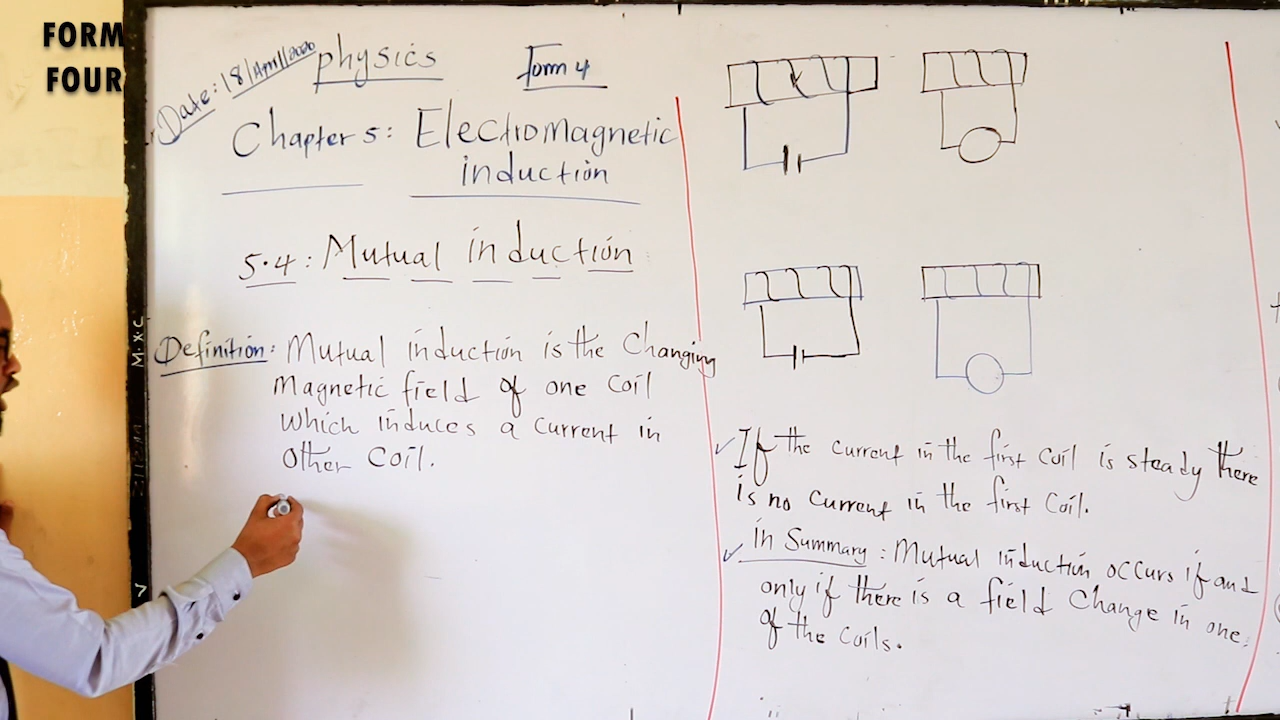 FORM
FOUR
Date: 18/April/2020
physics
Form 4
Chapter 5: Electromagnetic
induction
5.4: Mutual induction
Definition: Mutual induction is the Changing
Magnetic field of one coil
which induces a current in
other coil.
M.X.C
If the current in the first coil is steady there
is no current in the first coil.
in Summary: Mutual induction occurs if and
only if there is a field change in one
of the coils.